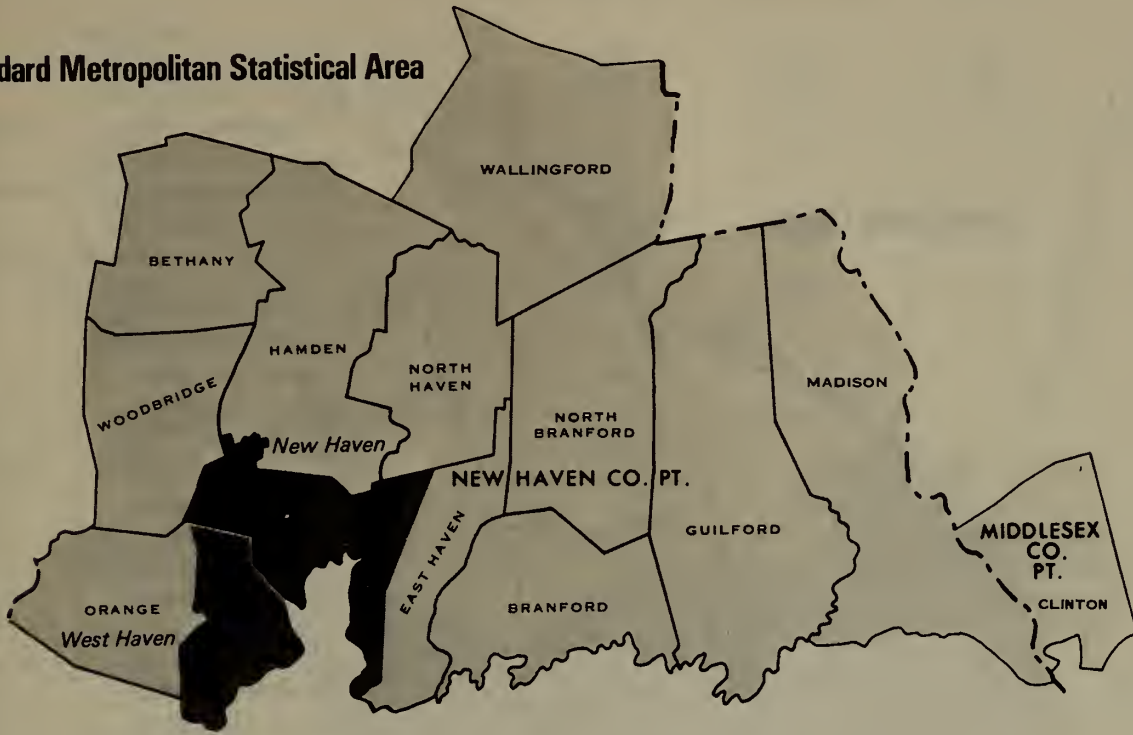 dard Metropolitan Statistical Area
WALLINGFORD
BETHANY
HAMDEN
NORTH
HAVEN
WOODBRIDGE
MADISON
NORTH
BRANFORD
New Haven
NEW HAVEN CO. PT.
GUILFORD
EAST HAVEN
MIDDLESEX
CO.
PT.
CLINTON
BRANFORD
ORANGE
West Haven